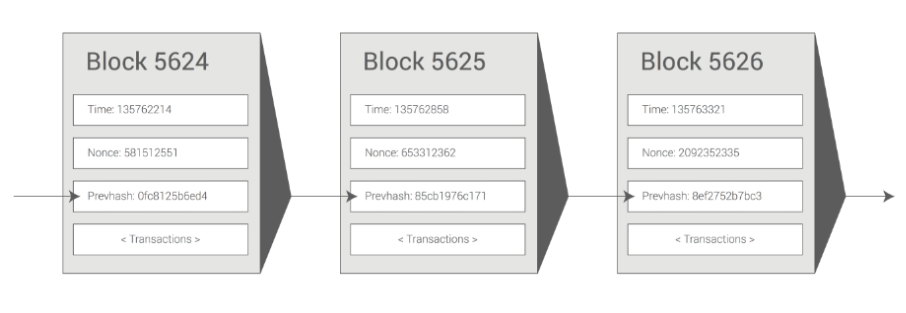 Block 5624
Time: 135762214
Nonce: 581512551
Prevhash: 0fc8125b6ed4
< Transactions >
Block 5625
Time: 135762858
Nonce: 653312362
Prevhash: 85cb1976c171
< Transactions >
Block 5626
Time: 135763321
Nonce: 2092352335
Prevhash: 8ef2752b7bc3
< Transactions >